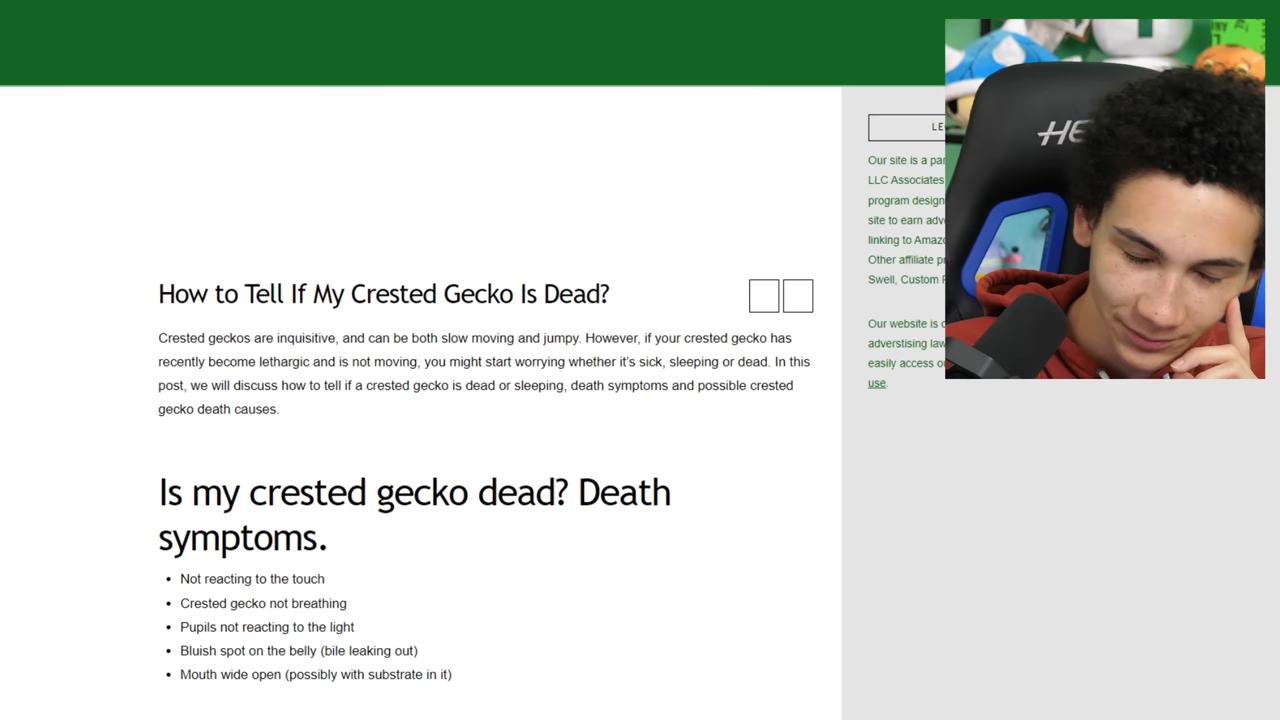 How to Tell If My Crested Gecko Is Dead?
Crested geckos are inquisitive, and can be both slow moving and jumpy. However, if your crested gecko has
recently become lethargic and is not moving, you might start worrying whether it's sick, sleeping or dead. In this
post, we will discuss how to tell if a crested gecko is dead or sleeping, death symptoms and possible crested
gecko death causes.
Is my crested gecko dead? Death
symptoms.
Not reacting to the touch
Crested gecko not breathing
Pupils not reacting to the light
Bluish spot on the belly (bile leaking out)
Mouth wide open (possibly with substrate in it)
LE
Our site is a par
LLC Associates
program design
site to earn adv
linking to Amazo
Other affiliate pr
Swell, Custom
Our website is
adverstising law
easily access
use.
HE